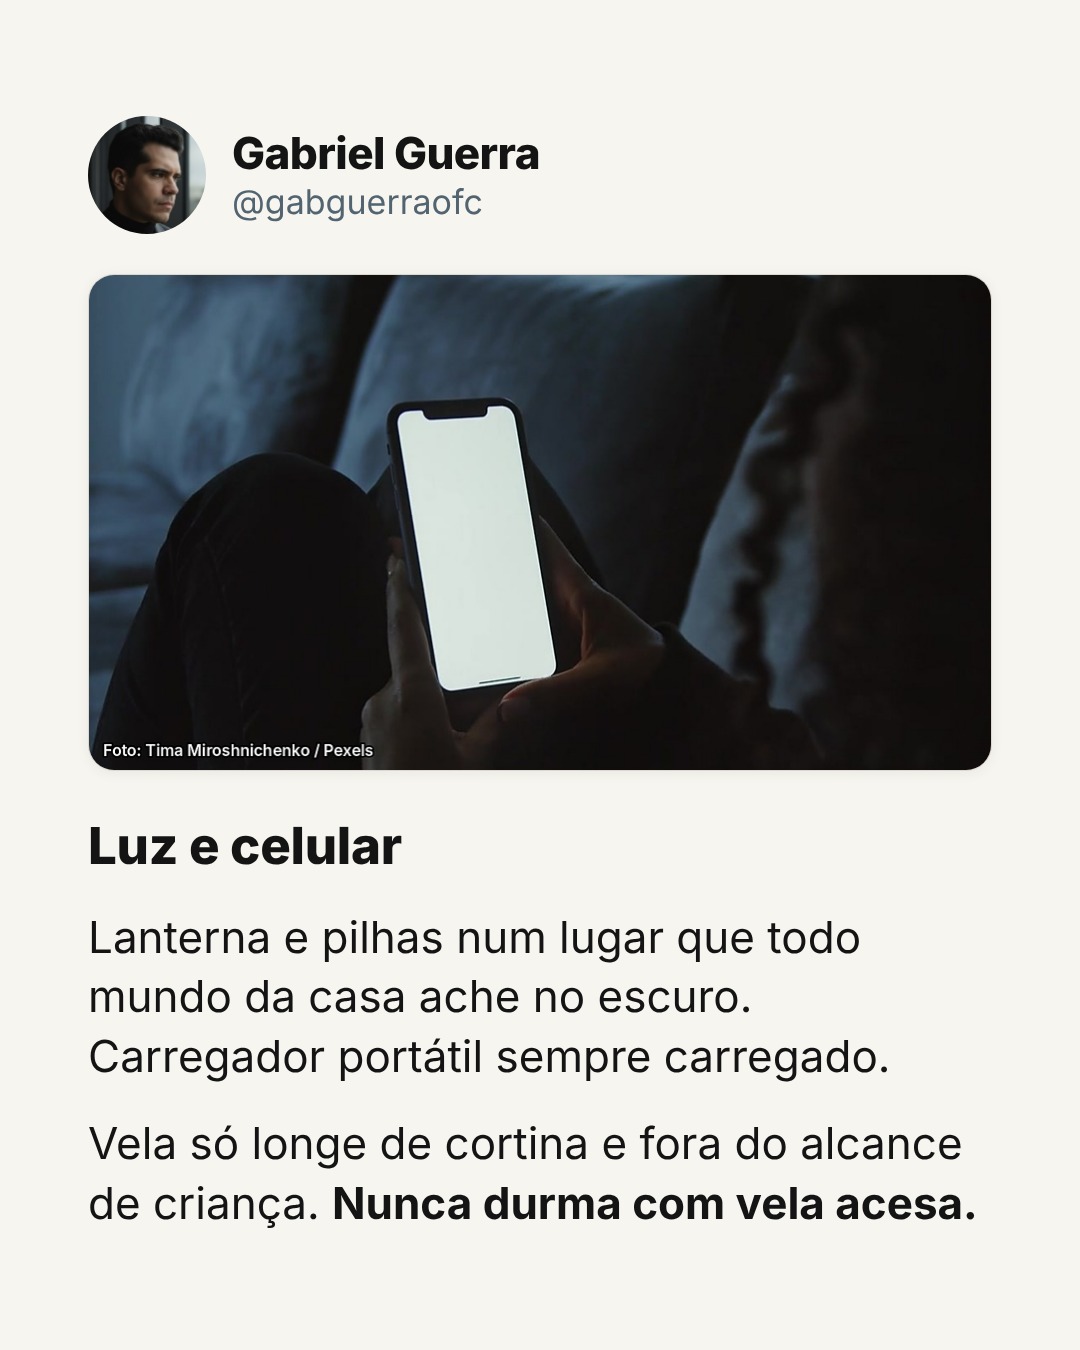 Gabriel Guerra
@gabguerraofc
Foto: Tima Miroshnichenko / Pexels
Luz e celular
Lanterna e pilhas num lugar que todo
mundo da casa ache no escuro.
Carregador portátil sempre carregado.
Vela só longe de cortina e fora do alcance
de criança. Nunca durma com vela acesa.